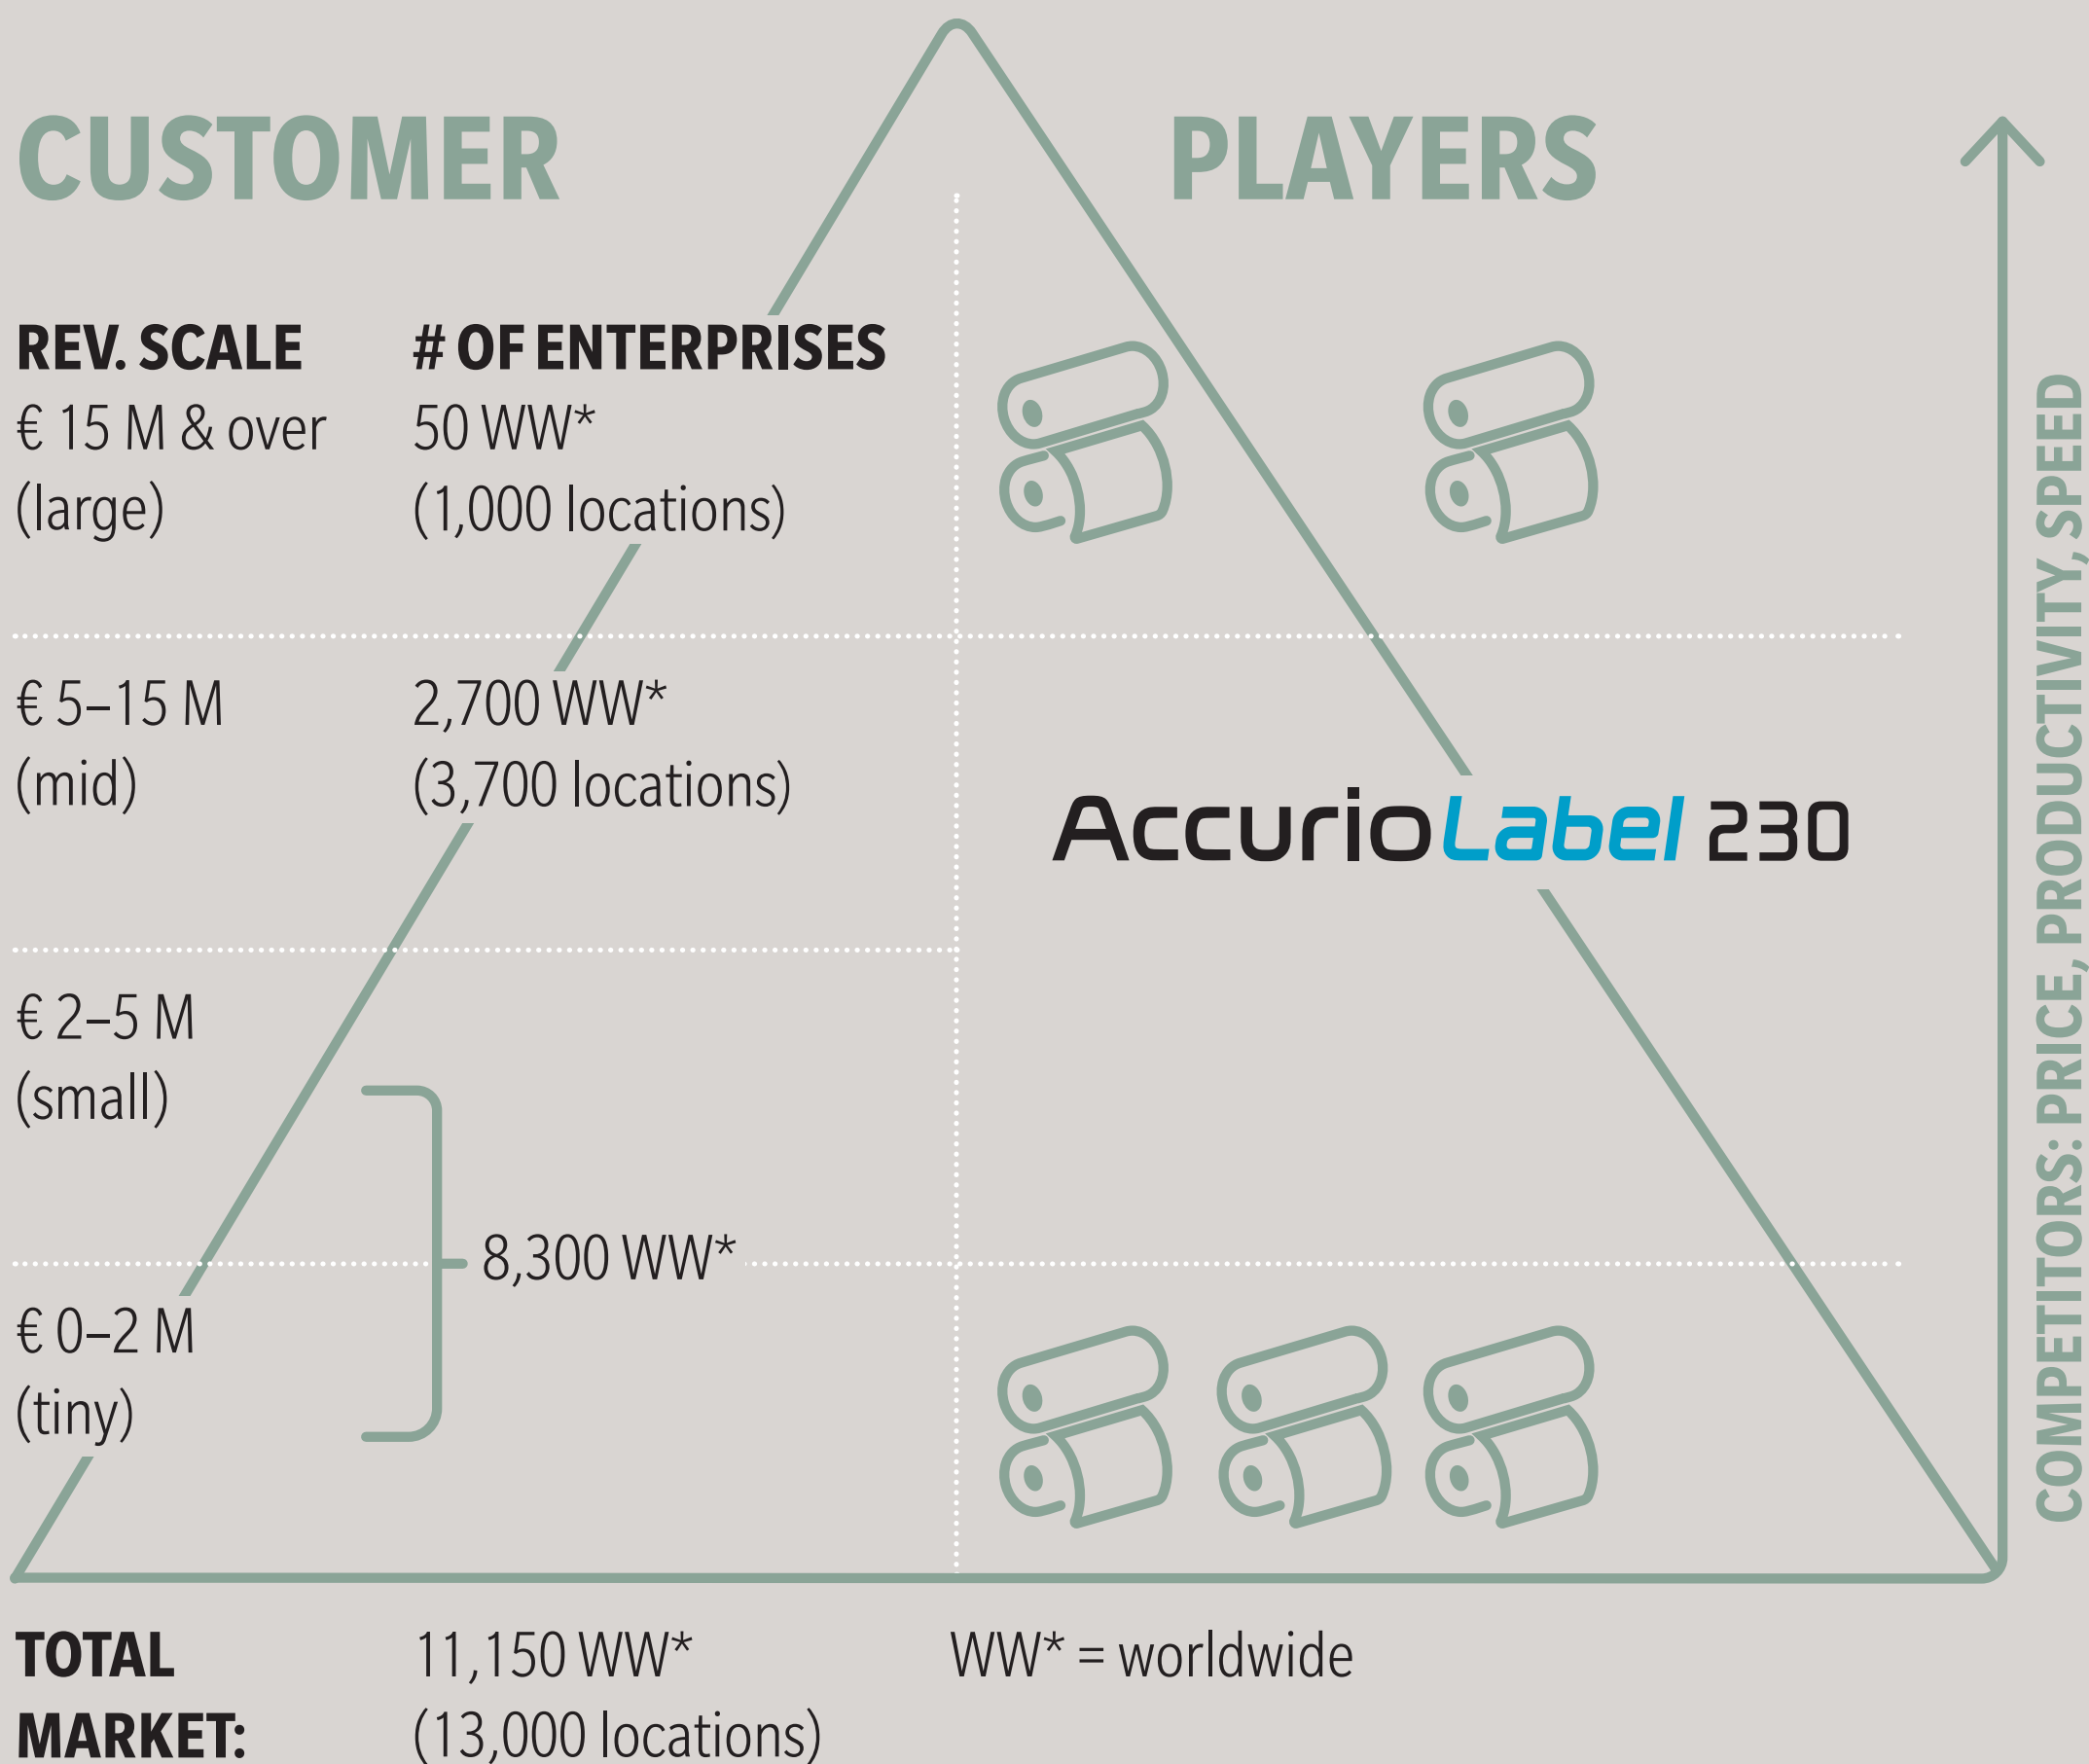 CUSTOMER
PLAYERS
REV. SCALE # OF ENTERPRISES
€ 15 M & over 50 WW*
(large) (1,000 locations)
€ 5–15 M 2,700 WW*
(mid) (3,700 locations)
AccurioLabel 230
€ 2–5 M
(small)
8,300 WW*
€ 0–2 M
(tiny)
COMPETITORS: PRICE, PRODUCTIVITY, SPEED
TOTAL 11,150 WW* WW* = worldwide
MARKET: (13,000 locations)